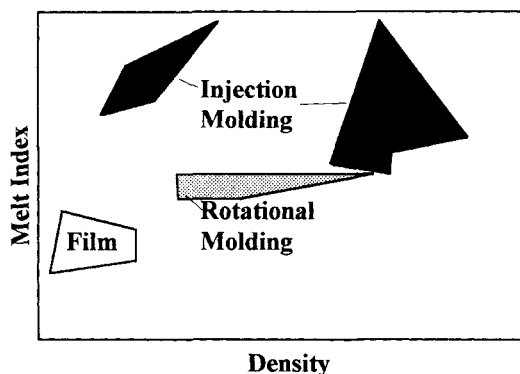 Injection
Molding
Rotational
Molding
Film
Melt Index
Density